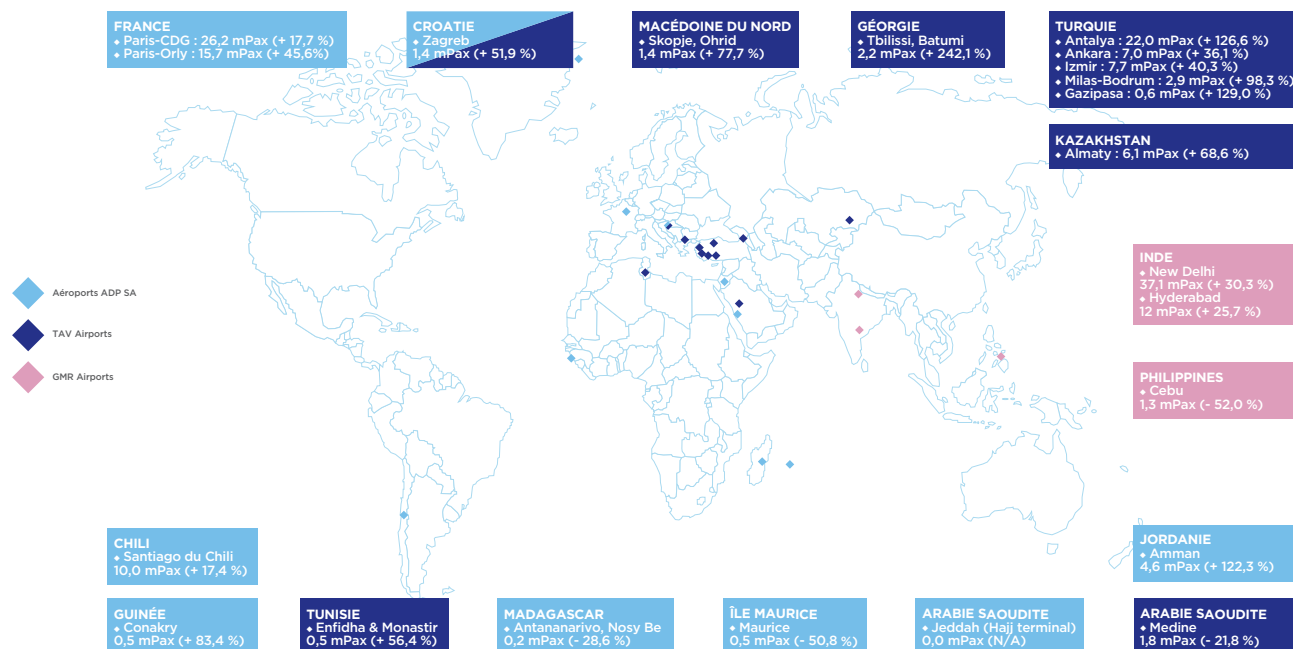 FRANCE
Paris-CDG : 26,2 mPax (+ 17,7 %)
Paris-Orly : 15,7 mPax (+ 45,6%)
CROATIE
Zagreb
1,4 mPax (+ 51,9 %)
MACÉDOINE DU NORD
Skopje, Ohrid
1,4 mPax (+ 77,7 %)
GÉORGIE
Tbilissi, Batumi
2,2 mPax (+ 242,1 %)
TURQUIE
Antalya : 22,0 mPax (+ 126,6 %)
Ankara : 7,0 mPax (+ 36,1 %)
Izmir : 7,7 mPax (+ 40,3 %)
Milas-Bodrum : 2,9 mPax (+ 98,3 %)
Gazipasa : 0,6 mPax (+ 129,0 %)
KAZAKHSTAN
Almaty : 6,1 mPax (+ 68,6 %)
Aéroports ADP SA
TAV Airports
GMR Airports
INDE
New Delhi
37,1 mPax (+ 30,3 %)
Hyderabad
12 mPax (+ 25,7 %)
PHILIPPINES
Cebu
1,3 mPax (- 52,0 %)
CHILI
Santiago du Chili
10,0 mPax (+ 17,4 %)
JORDANIE
Amman
4,6 mPax (+ 122,3 %)
GUINÉE
Conakry
0,5 mPax (+ 83,4 %)
TUNISIE
Enfidha & Monastir
0,5 mPax (+ 56,4 %)
MADAGASCAR
Antananarivo, Nosy Be
0,2 mPax (- 28,6 %)
ÎLE MAURICE
Maurice
0,5 mPax (- 50,8 %)
ARABIE SAOUDITE
Jeddah (Hajj terminal)
0,0 mPax (N/A)
ARABIE SAOUDITE
Medine
1,8 mPax (- 21,8 %)